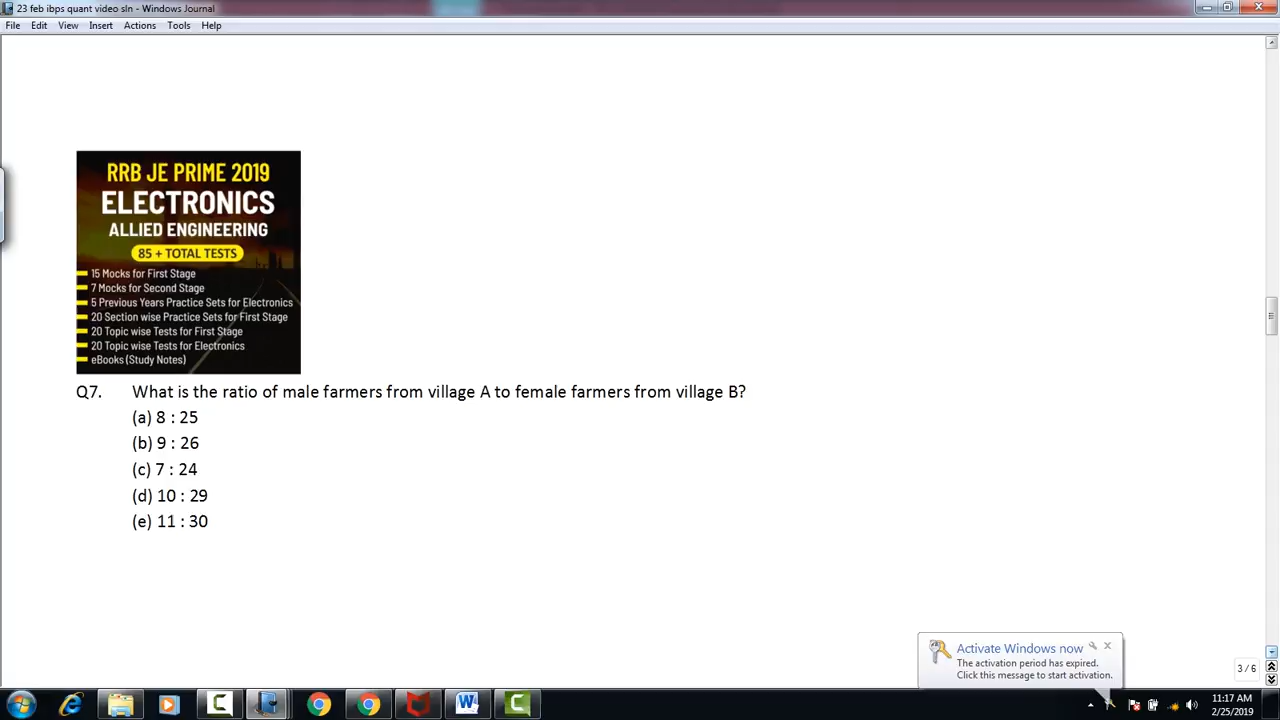 23 feb ibps quant video sln - Windows Journal
File Edit View Insert Actions Tools Help
RRB JE PRIME 2019
ELECTRONICS
ALLIED ENGINEERING
85 + TOTAL TESTS
15 Mocks for First Stage
7 Mocks for Second Stage
5 Previous Years Practice Sets for Electronics
20 Section wise Practice Sets for First Stage
20 Topic wise Tests for First Stage
20 Topic wise Tests for Electronics
eBooks (Study Notes)
Q7. What is the ratio of male farmers from village A to female farmers from village B?
(a) 8 : 25
(b) 9 : 26
(c) 7 : 24
(d) 10 : 29
(e) 11 : 30
Activate Windows now
The activation period has expired.
Click this message to start activation.
3 / 6
11:17 AM
2/25/2019